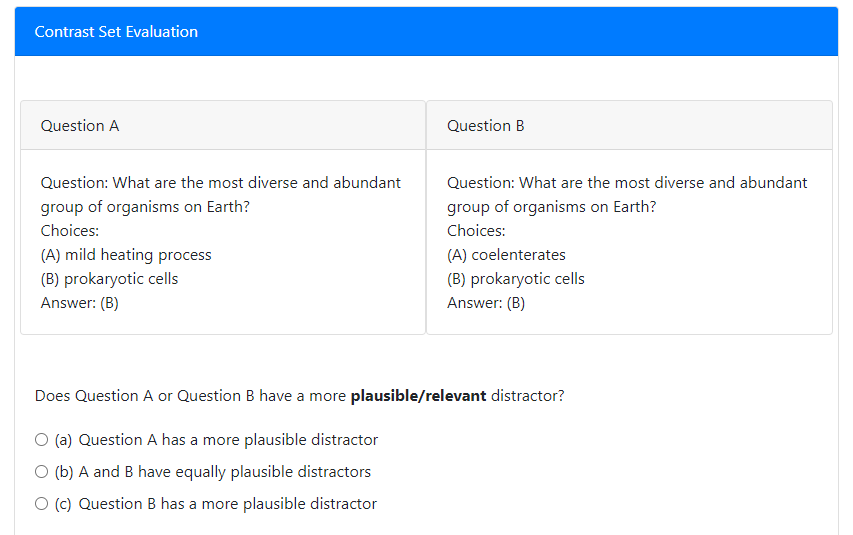 Contrast Set Evaluation
Question A
Question: What are the most diverse and abundant
group of organisms on Earth?
Choices:
(A) mild heating process
(B) prokaryotic cells
Answer: (B)
Question B
Question: What are the most diverse and abundant
group of organisms on Earth?
Choices:
(A) coelenterates
(B) prokaryotic cells
Answer: (B)
Does Question A or Question B have a more plausible/relevant distractor?
(a) Question A has a more plausible distractor
(b) A and B have equally plausible distractors
(c) Question B has a more plausible distractor